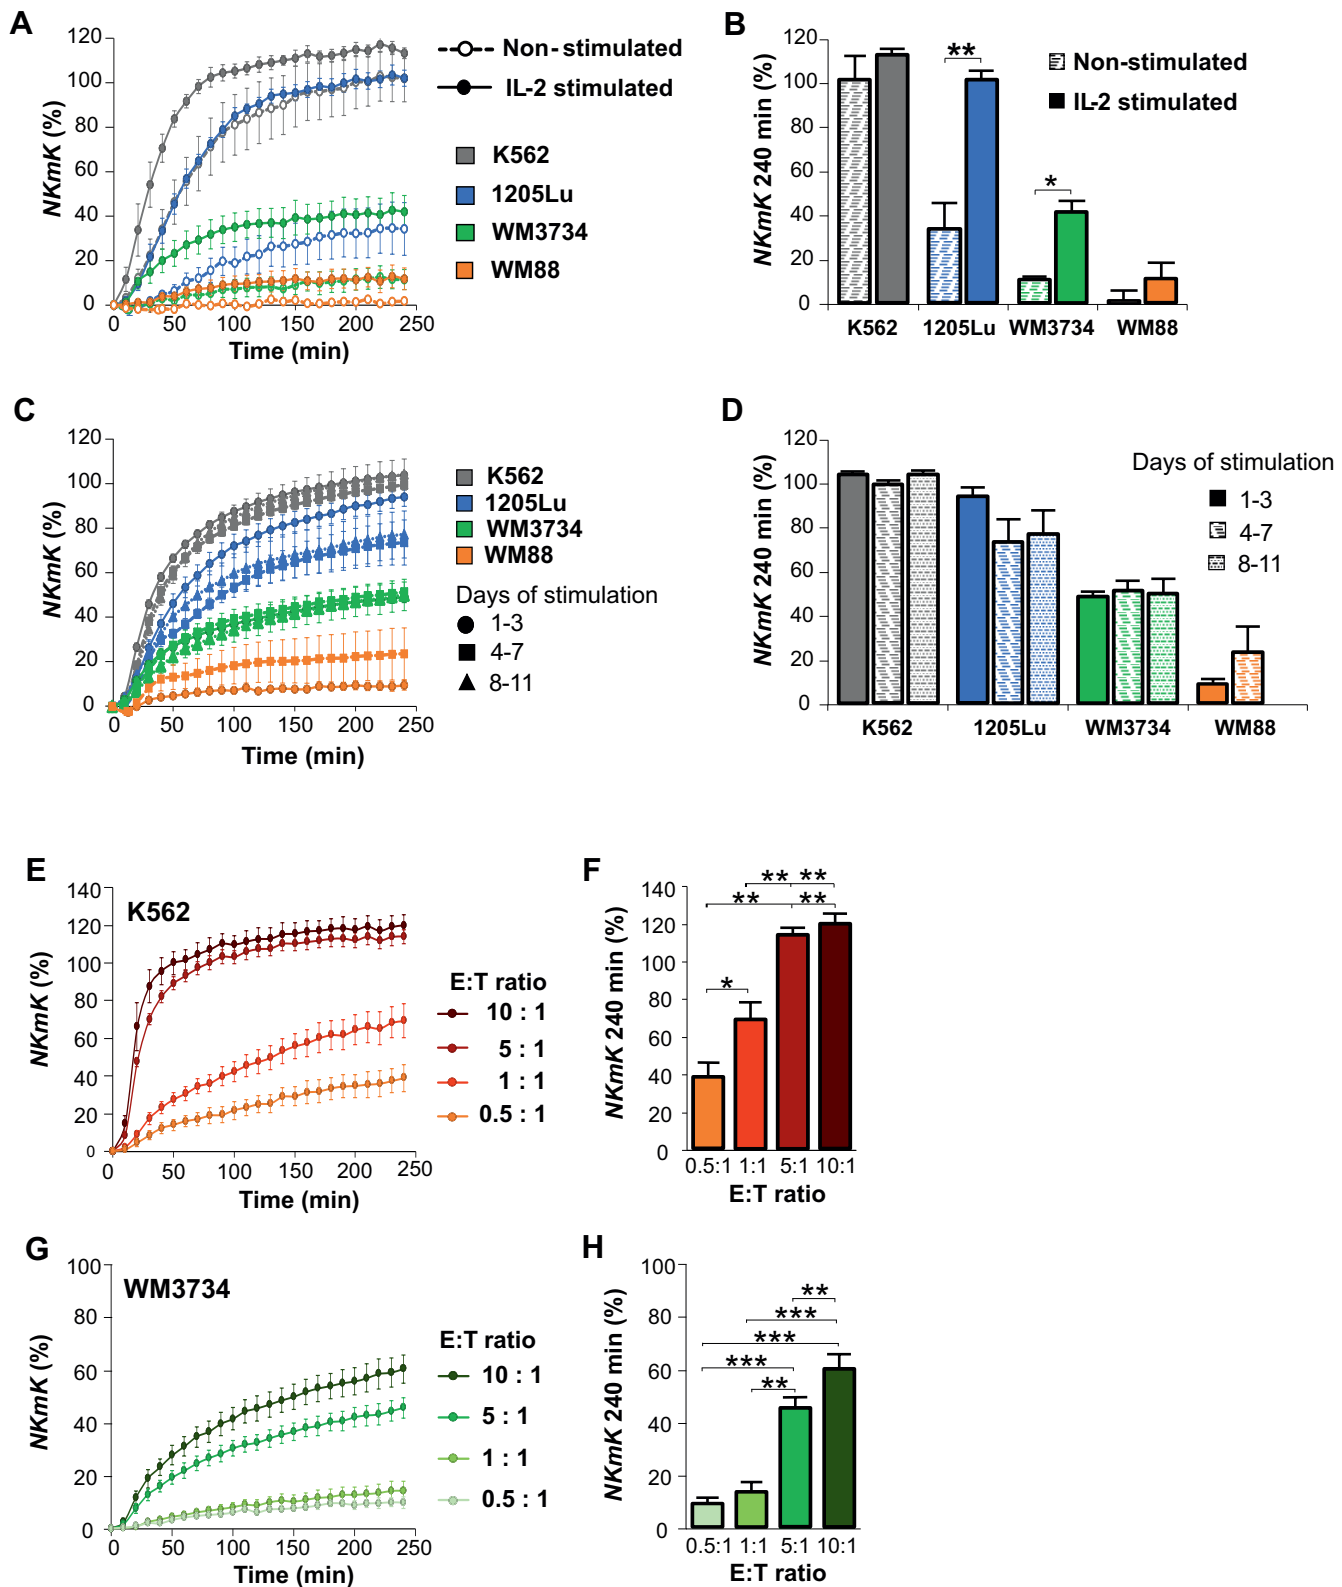 A
NKmK (%)
120
100
80
60
40
20
0
0 50 100 150 200 250
Time (min)
Non-stimulated
IL-2 stimulated
K562
1205Lu
WM3734
WM88
B
NKmK 240 min (%)
120
100
80
60
40
20
0
**
*
Non-stimulated
IL-2 stimulated
K562 1205Lu WM3734 WM88
C
NKmK (%)
120
100
80
60
40
20
0
0 50 100 150 200 250
Time (min)
K562
1205Lu
WM3734
WM88
Days of stimulation
1-3
4-7
8-11
D
NKmK 240 min (%)
120
100
80
60
40
20
0
Days of stimulation
1-3
4-7
8-11
K562 1205Lu WM3734 WM88
E
K562
NKmK (%)
140
120
100
80
60
40
20
0
0 50 100 150 200 250
Time (min)
E:T ratio
10 : 1
5 : 1
1 : 1
0.5 : 1
F
NKmK 240 min (%)
140
120
100
80
60
40
20
0
** **
** **
*
0.5:1 1:1 5:1 10:1
E:T ratio
G
WM3734
NKmK (%)
100
80
60
40
20
0
0 50 100 150 200 250
Time (min)
E:T ratio
10 : 1
5 : 1
1 : 1
0.5 : 1
H
NKmK 240 min (%)
100
80
60
40
20
0
**
***
***
***
**
0.5:1 1:1 5:1 10:1
E:T ratio